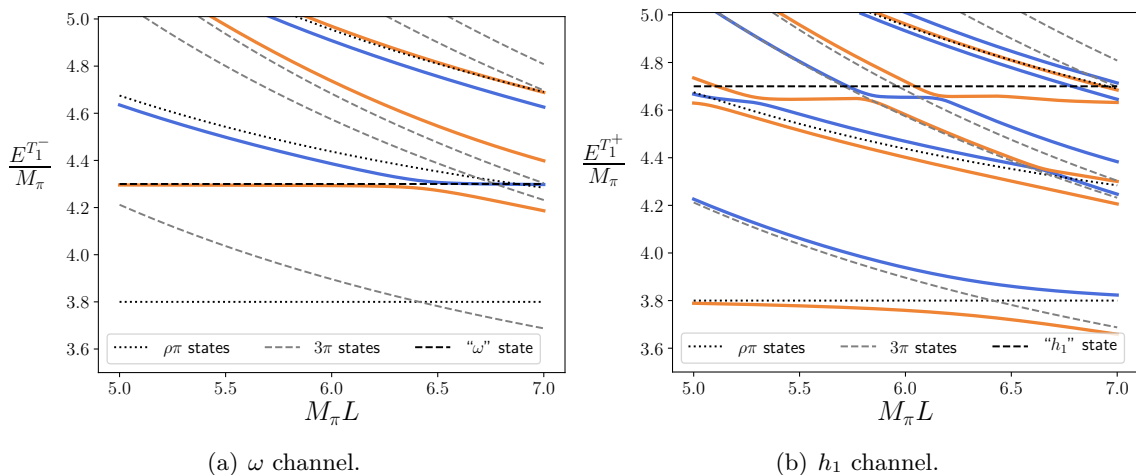 5.0
4.8
4.6
4.4
4.2
4.0
3.8
3.6
E^{T_1^-}
M_π
ρπ states
3π states
"ω" state
5.0 5.5 6.0 6.5 7.0
M_πL
(a) ω channel.
5.0
4.8
4.6
4.4
4.2
4.0
3.8
3.6
E^{T_1^+}
M_π
ρπ states
3π states
"h_1" state
5.0 5.5 6.0 6.5 7.0
M_πL
(b) h_1 channel.